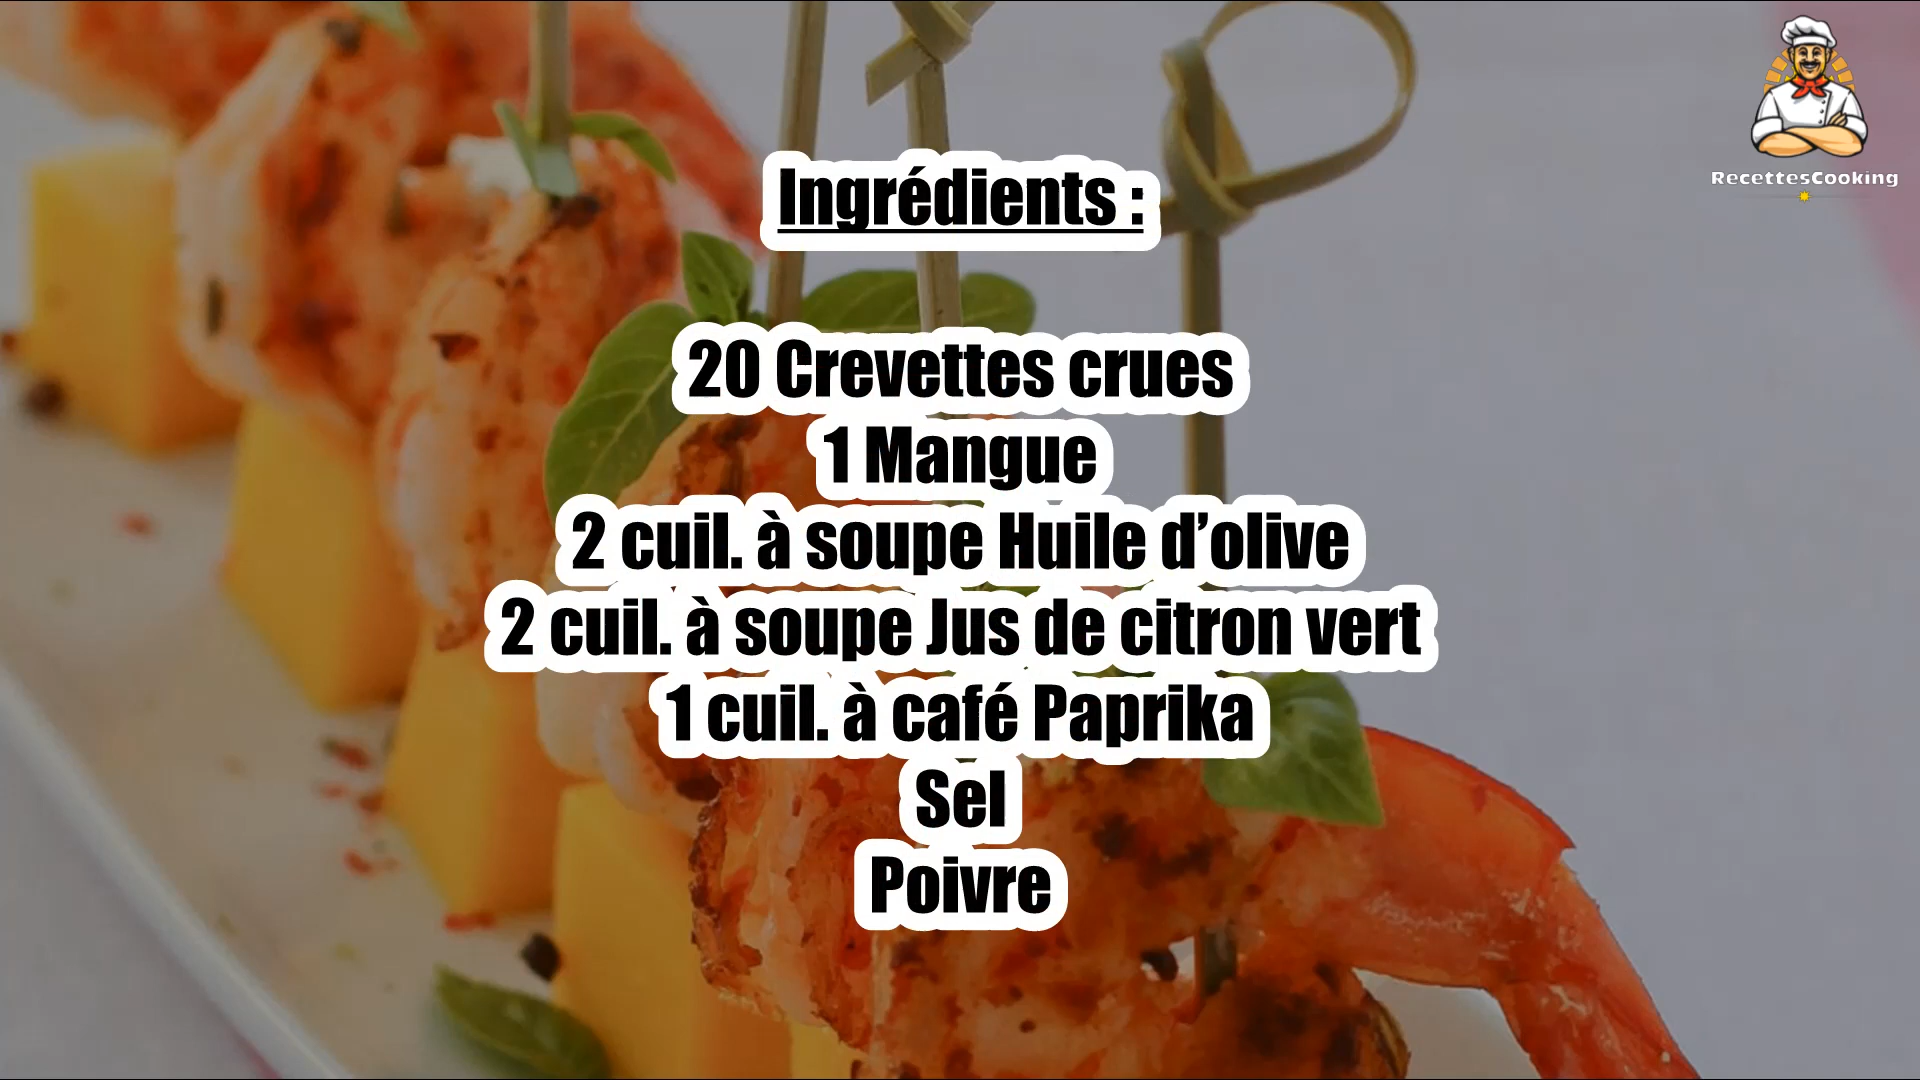 RecettesCooking
Ingrédients :
20 Crevettes crues
1 Mangue
2 cuil. à soupe Huile d’olive
2 cuil. à soupe Jus de citron vert
1 cuil. à café Paprika
Sel
Poivre